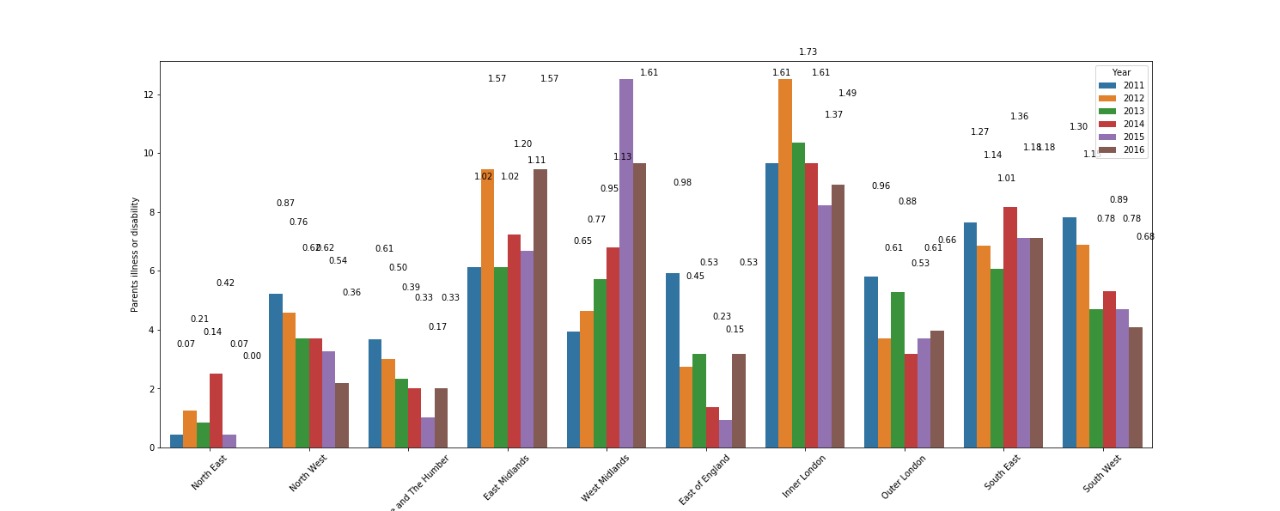 1.73
1.57 1.57 1.61 1.61 1.61
1.49
1.37
1.36
1.30
1.27
1.20
1.18 1.18
1.11 1.13 1.14
1.02 1.02 0.98 1.01
0.95 0.96
0.87 0.88 0.89
0.76 0.77 0.78 0.78
0.62 0.62 0.61 0.65 0.61 0.61 0.66 0.68
0.54 0.50 0.53 0.53 0.53
0.42 0.39 0.45
0.36 0.33 0.33
0.21 0.23
0.14 0.17 0.15
0.07 0.07
0.00
Year
2011
2012
2013
2014
2015
2016
Parents illness or disability
12
10
8
6
4
2
0
North East
North West
and The Humber
East Midlands
West Midlands
East of England
Inner London
Outer London
South East
South West